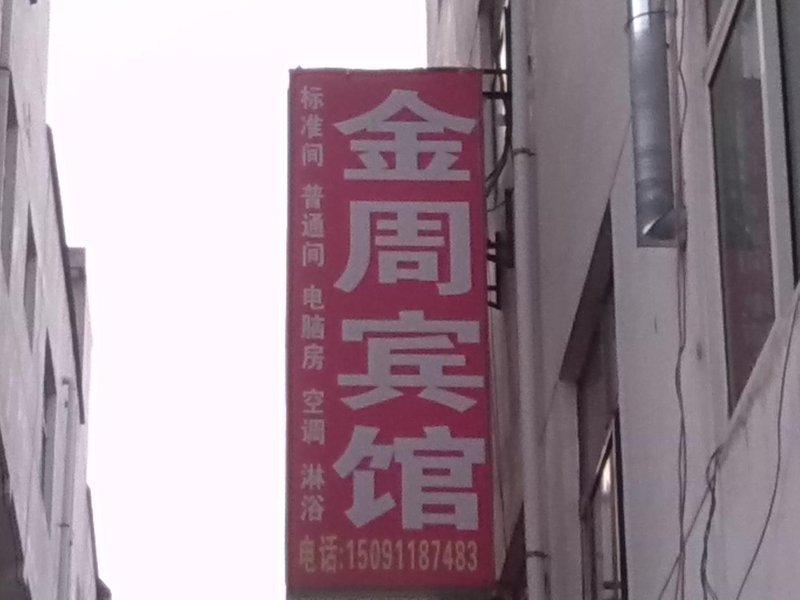 金周宾馆
标准间 普通间 电脑房 空调 淋浴
电话:15091187483